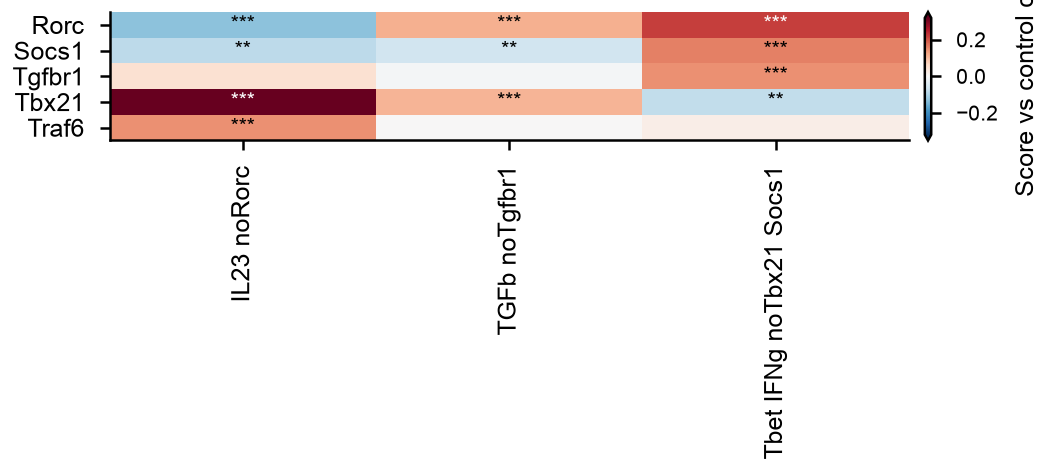 Rorc
Socs1
Tgfbr1
Tbx21
Traf6
*** *** ***
** ** ***
***
*** *** **
***
IL23 noRorc
TGFb noTgfbr1
Tbet IFNg noTbx21 Socs1
0.2
0.0
−0.2
Score vs control